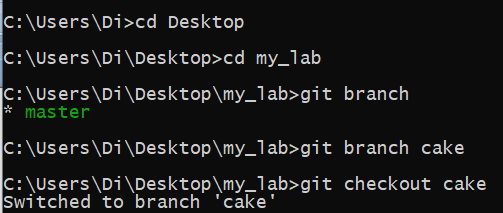 C:\Users\Di>cd Desktop
C:\Users\Di\Desktop>cd my_lab
C:\Users\Di\Desktop\my_lab>git branch
* master
C:\Users\Di\Desktop\my_lab>git branch cake
C:\Users\Di\Desktop\my_lab>git checkout cake
Switched to branch 'cake'